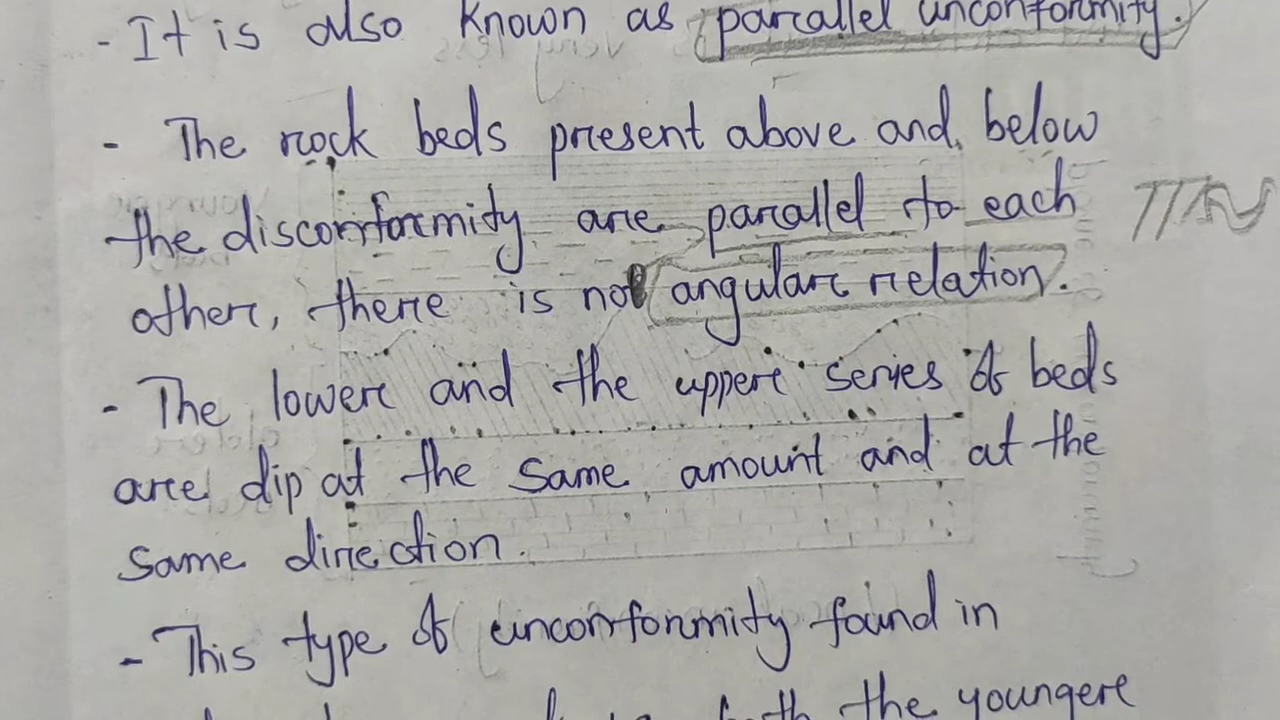 - It is also known as parallel unconformity.
- The rock beds present above and below
the disconformity are parallel to each
other, there is not angular relation.
- The lower and the upper series of beds
are dip at the same amount and at the
same direction.
- This type of unconformity found in
both the younger